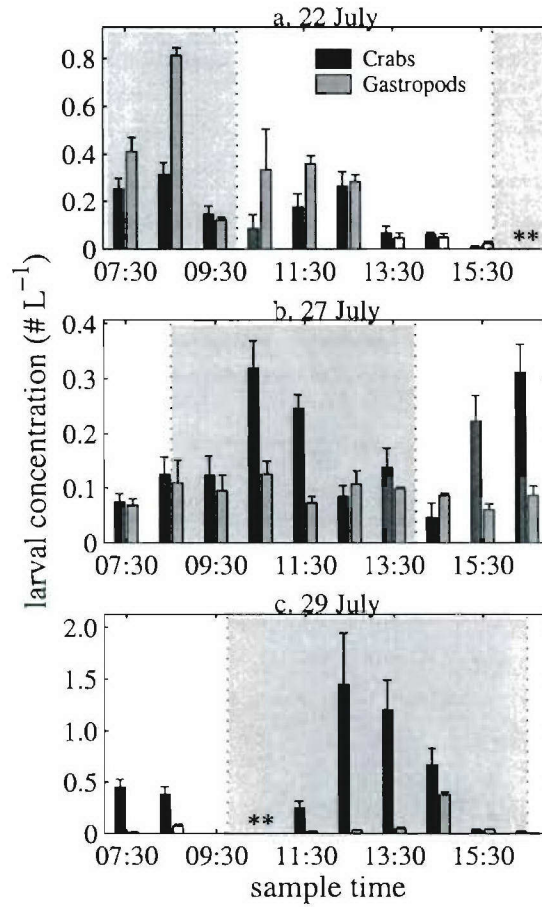 a. 22 July
Crabs
Gastropods
0.8
0.6
0.4
0.2
0
**
07:30 09:30 11:30 13:30 15:30
b. 27 July
larval concentration (# L⁻¹)
0.4
0.3
0.2
0.1
0
07:30 09:30 11:30 13:30 15:30
c. 29 July
2.0
1.5
1.0
0.5
0
**
07:30 09:30 11:30 13:30 15:30
sample time